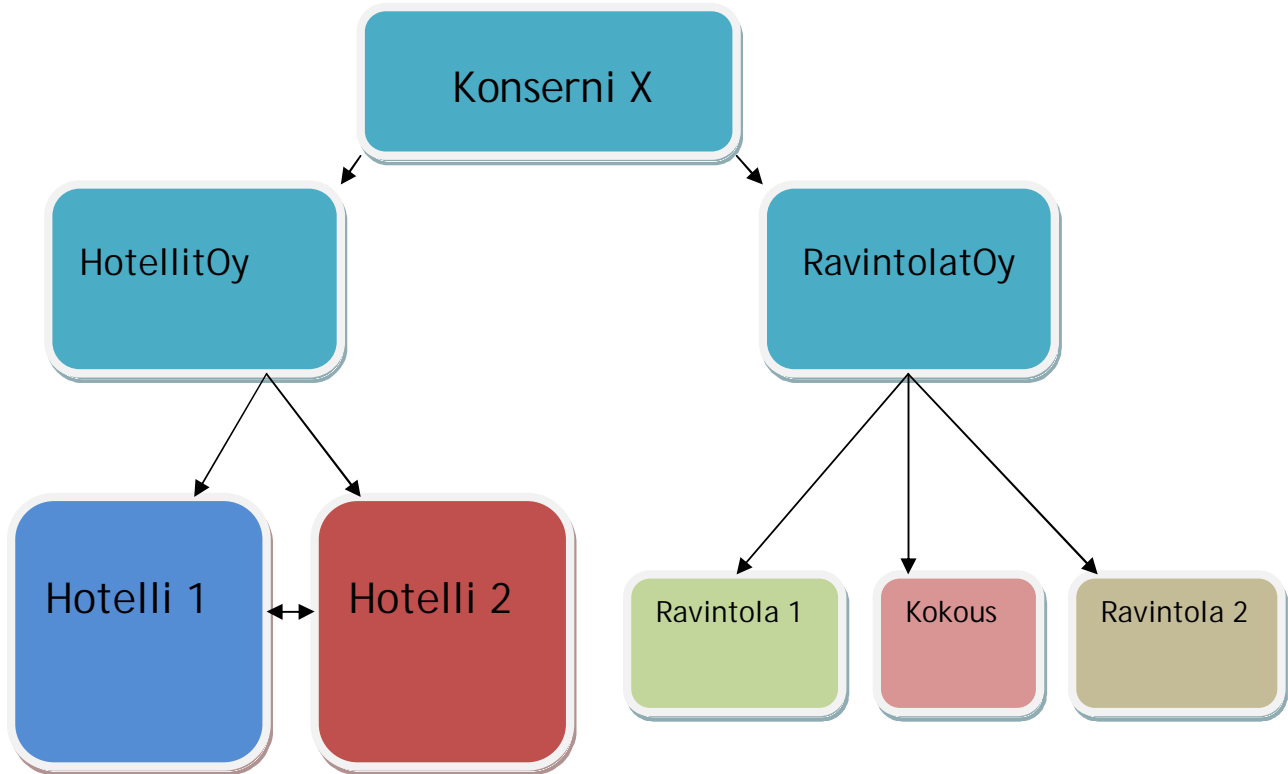 Konserni X
HotellitOy
RavintolatOy
Hotelli 1
Hotelli 2
Ravintola 1
Kokous
Ravintola 2